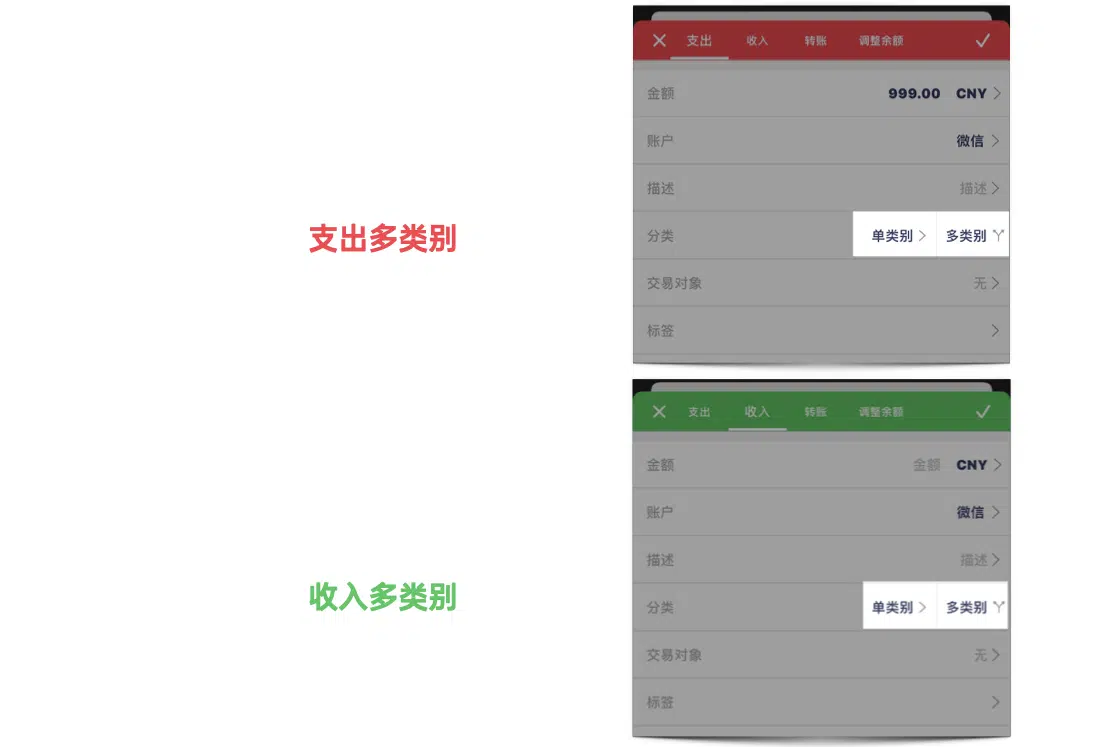 支出多类别
支出 收入 转账 调整余额
金额 999.00 CNY
账户 微信
描述 描述
分类 单类别 多类别
交易对象 无
标签
收入多类别
支出 收入 转账 调整余额
金额 金额 CNY
账户 微信
描述 描述
分类 单类别 多类别
交易对象 无
标签